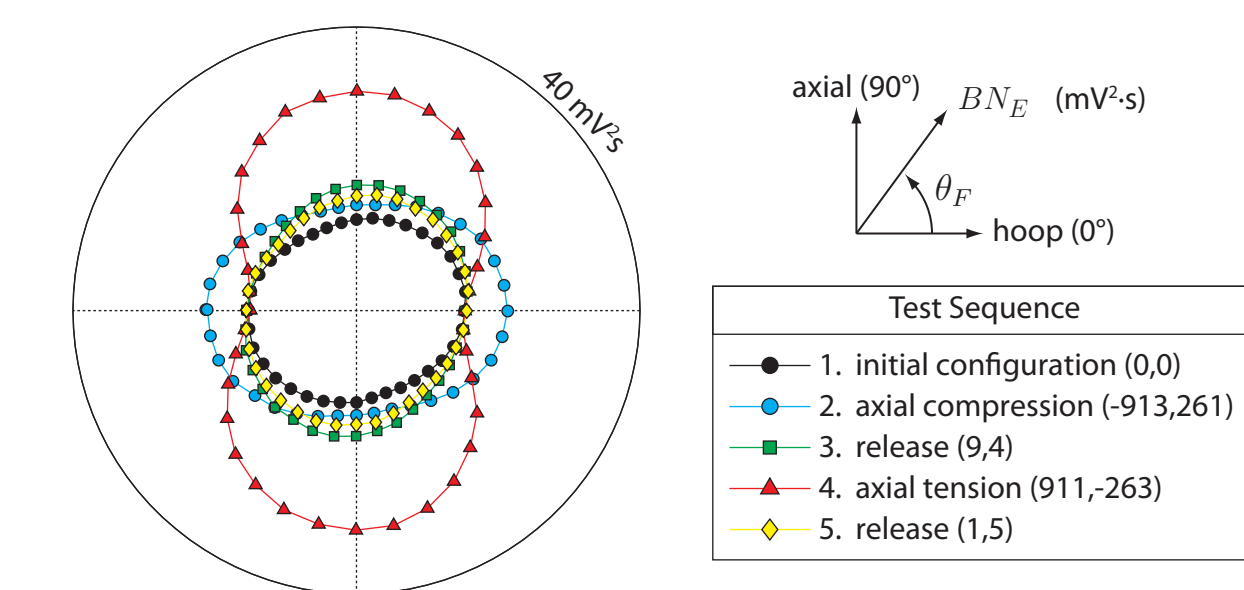 40 mV²s
axial (90°)
BN_E (mV²·s)
θ_F
hoop (0°)
Test Sequence
1. initial configuration (0,0)
2. axial compression (-913,261)
3. release (9,4)
4. axial tension (911,-263)
5. release (1,5)